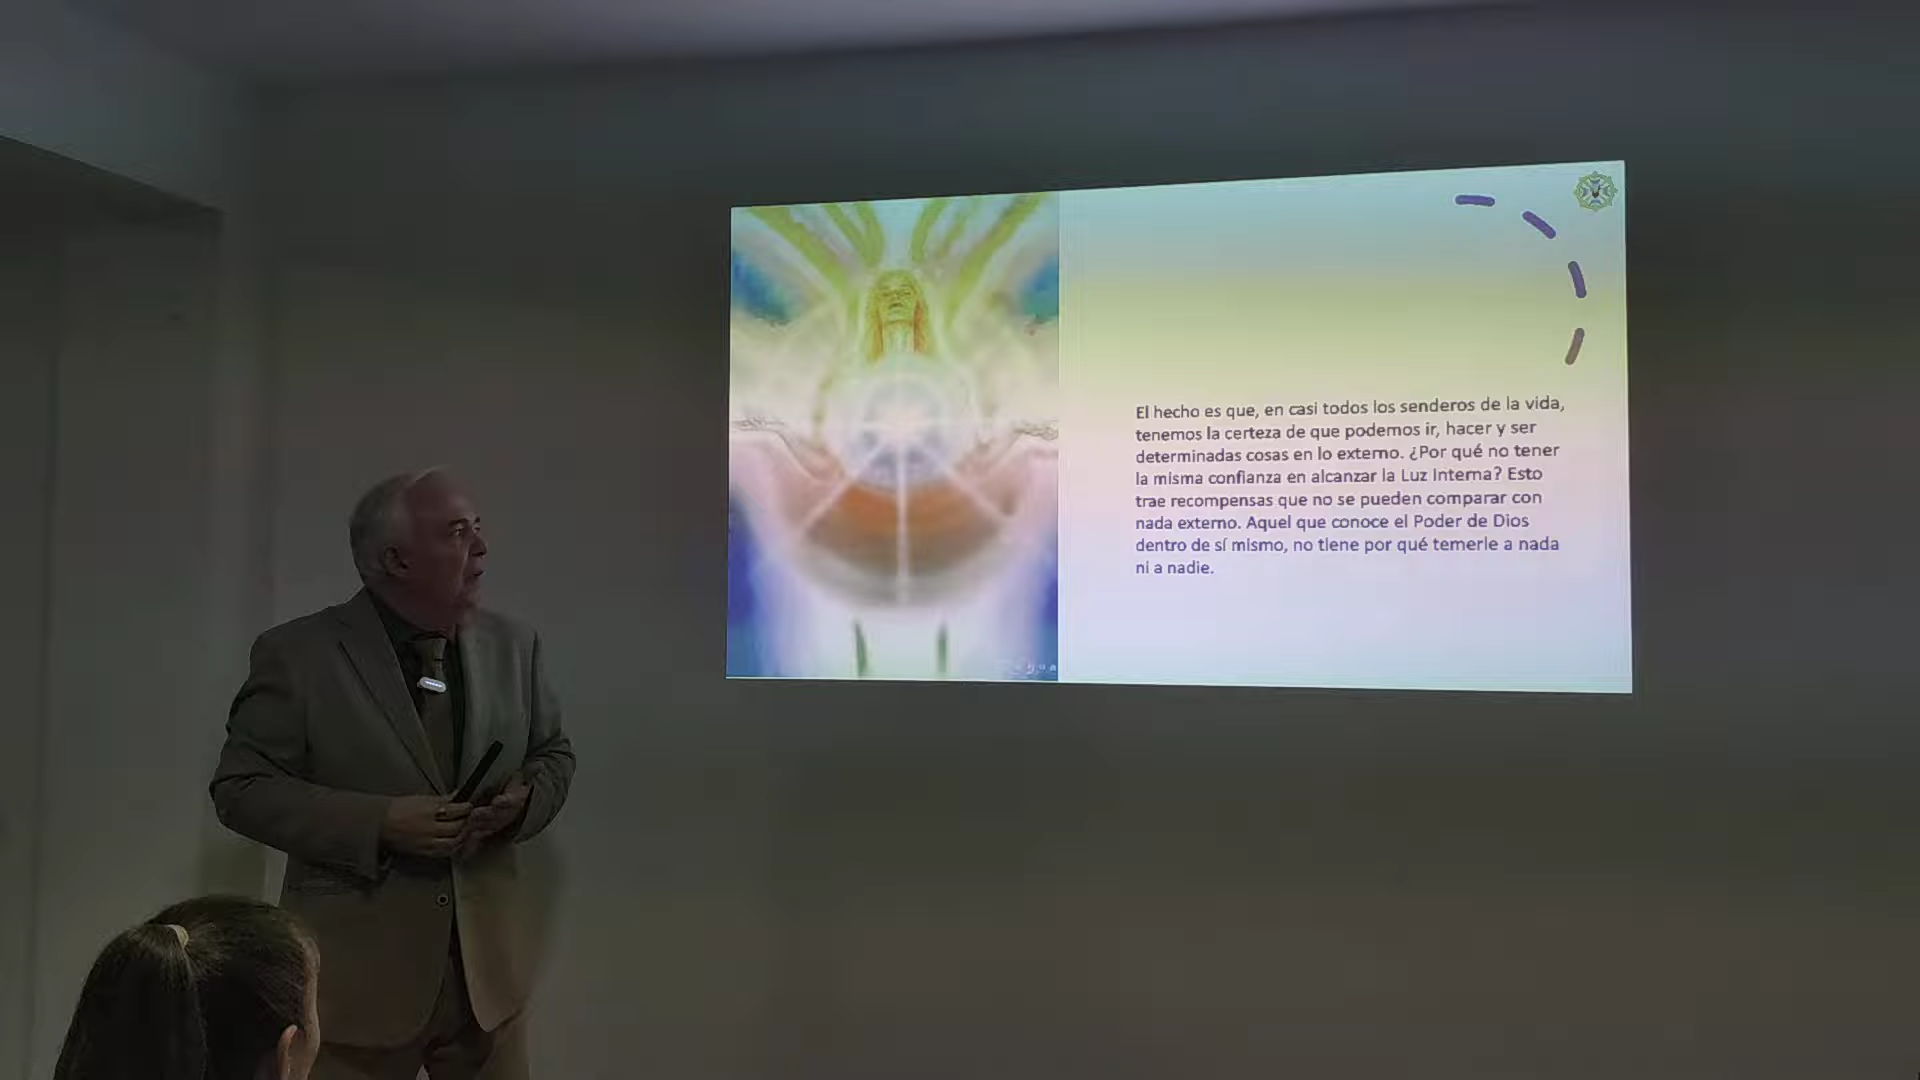 El hecho es que, en casi todos los senderos de la vida,
tenemos la certeza de que podemos ir, hacer y ser
determinadas cosas en lo externo. ¿Por qué no tener
la misma confianza en alcanzar la Luz Interna? Esto
trae recompensas que no se pueden comparar con
nada externo. Aquel que conoce el Poder de Dios
dentro de sí mismo, no tiene por qué temerle a nada
ni a nadie.